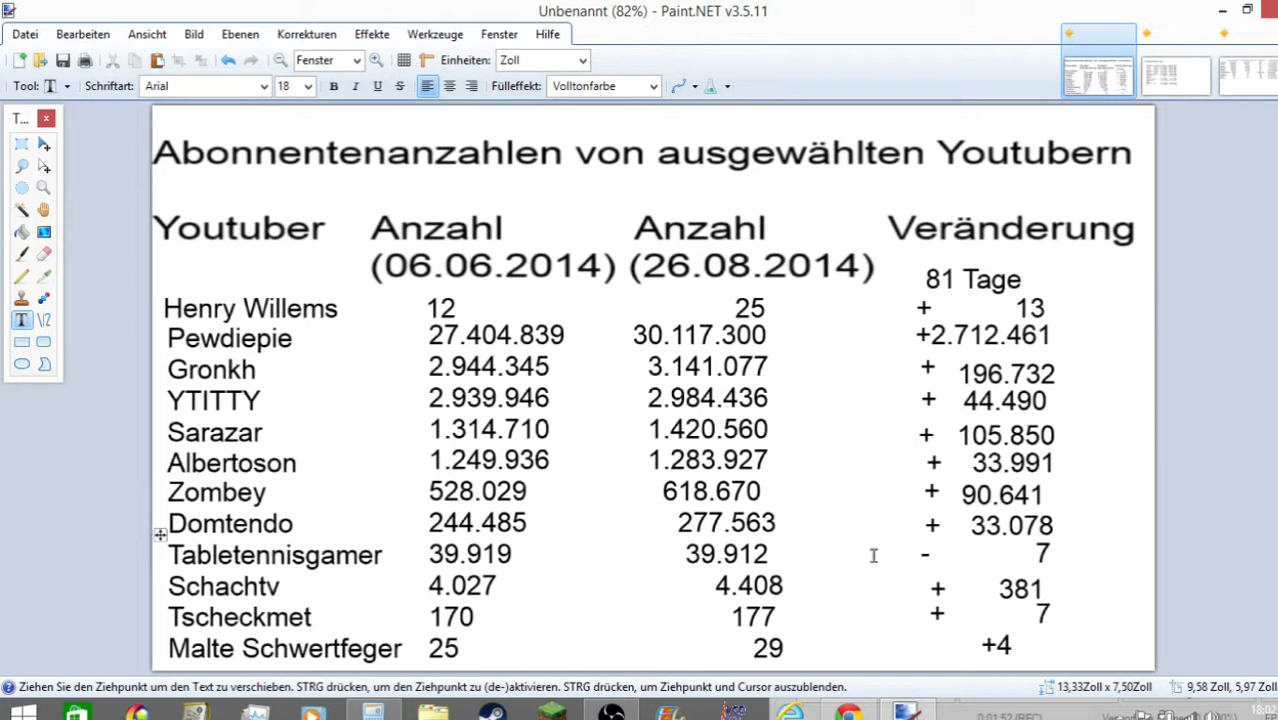 Unbenannt (82%) - Paint.NET v3.5.11
Datei Bearbeiten Ansicht Bild Ebenen Korrekturen Effekte Werkzeuge Fenster Hilfe
Fenster Einheiten: Zoll
Tool: T Schriftart: Arial 18 B I U S Fülleffekt: Volltonfarbe
T...
Abonnentenanzahlen von ausgewählten Youtubern
Youtuber Anzahl Anzahl Veränderung
(06.06.2014) (26.08.2014)
81 Tage
Henry Willems 12 25 + 13
Pewdiepie 27.404.839 30.117.300 +2.712.461
Gronkh 2.944.345 3.141.077 + 196.732
YTITTY 2.939.946 2.984.436 + 44.490
Sarazar 1.314.710 1.420.560 + 105.850
Albertoson 1.249.936 1.283.927 + 33.991
Zombey 528.029 618.670 + 90.641
Domtendo 244.485 277.563 + 33.078
Tabletennisgamer 39.919 39.912 - 7
Schachtv 4.027 4.408 + 381
Tscheckmet 170 177 + 7
Malte Schwertfeger 25 29 +4
Ziehen Sie den Ziehpunkt um den Text zu verschieben. STRG drücken, um den Ziehpunkt zu (de-)aktivieren. STRG drücken, um Ziehpunkt und Cursor auszublenden. 13,33Zoll x 7,50Zoll 9,58 Zoll, 5,97 Zoll
0:01:52 (REC) 18:02